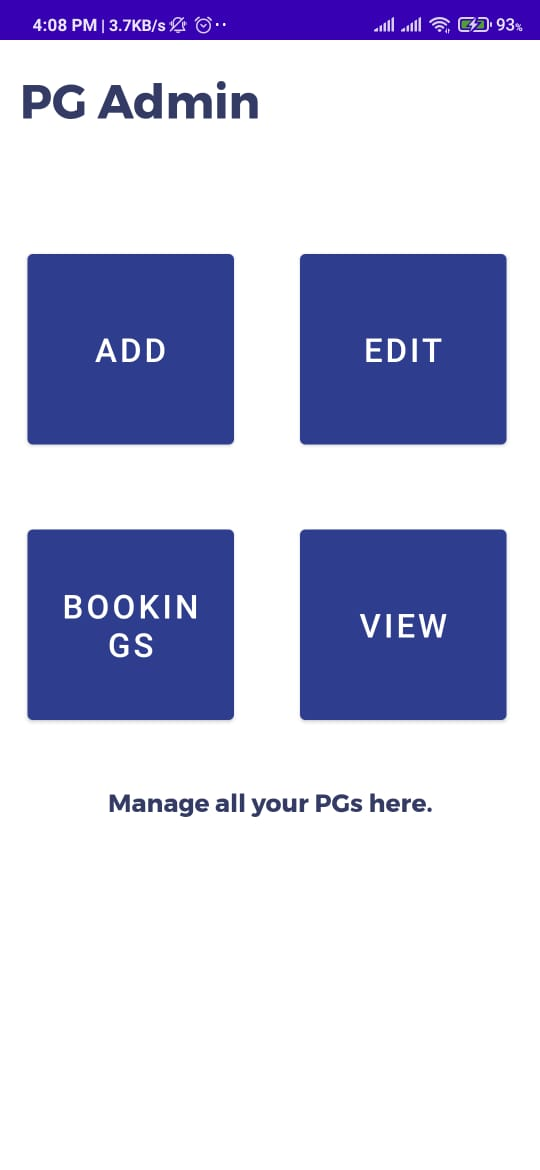 4:08 PM | 3.7KB/s 93%
PG Admin
ADD
EDIT
BOOKIN
GS
VIEW
Manage all your PGs here.